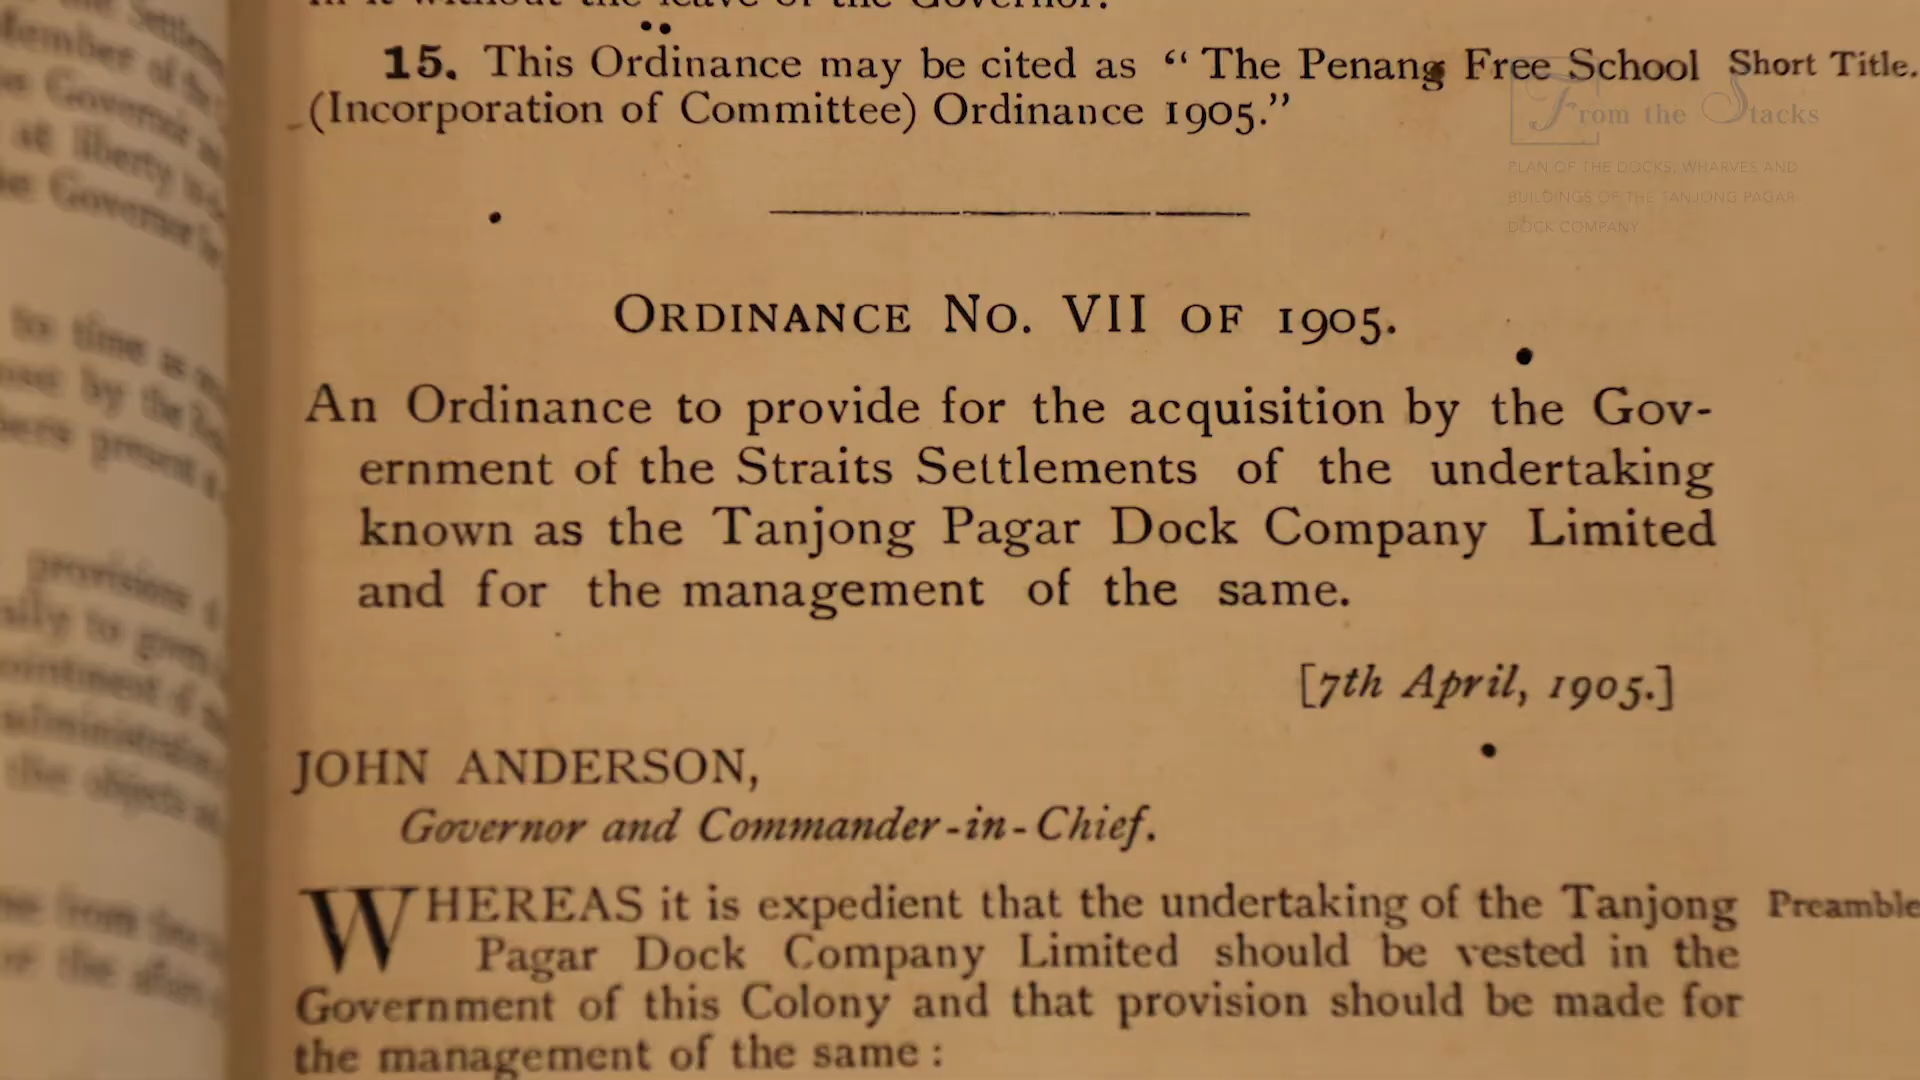 15. This Ordinance may be cited as “ The Penang Free School Short Title.
(Incorporation of Committee) Ordinance 1905.”
From the Stacks
PLAN OF THE DOCKS, WHARVES AND
BUILDINGS OF THE TANJONG PAGAR
DOCK COMPANY
ORDINANCE No. VII OF 1905.
An Ordinance to provide for the acquisition by the Gov-
ernment of the Straits Settlements of the undertaking
known as the Tanjong Pagar Dock Company Limited
and for the management of the same.
[7th April, 1905.]
JOHN ANDERSON,
Governor and Commander-in-Chief.
WHEREAS it is expedient that the undertaking of the Tanjong Preamble
Pagar Dock Company Limited should be vested in the
Government of this Colony and that provision should be made for
the management of the same :